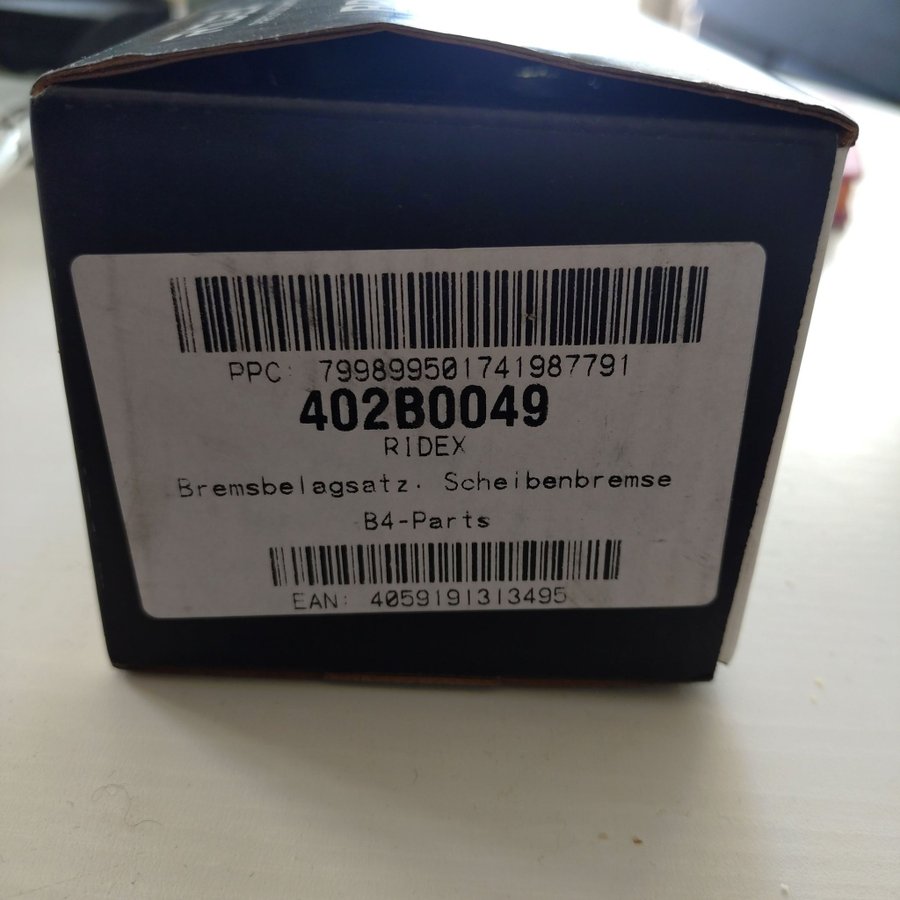 PPC: 7998995017419877​91
402B0049
RIDEX
Bremsbelagsatz. Scheibenbremse
B4-Parts
EAN: 4059191313495